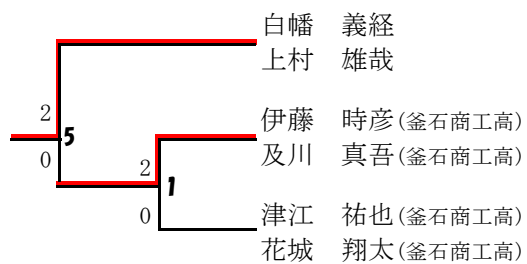 白幡　義経
上村　雄哉
2
5
0
伊藤　時彦(釜石商工高)
及川　真吾(釜石商工高)
2
1
0
津江　祐也(釜石商工高)
花城　翔太(釜石商工高)